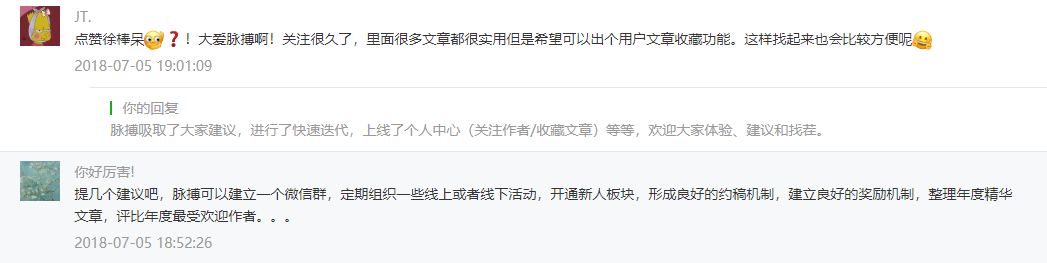 JT.
点赞徐棒呆😰❓！大爱脉搏啊！关注很久了，里面很多文章都很实用但是希望可以出个用户文章收藏功能。这样找起来也会比较方便呢🤗
2018-07-05 19:01:09
你的回复
脉搏吸取了大家建议，进行了快速迭代，上线了个人中心（关注作者/收藏文章）等等，欢迎大家体验、建议和找茬。
你好厉害!
提几个建议吧，脉搏可以建立一个微信群，定期组织一些线上或者线下活动，开通新人板块，形成良好的约稿机制，建立良好的奖励机制，整理年度精华
文章，评比年度最受欢迎作者。。。
2018-07-05 18:52:26